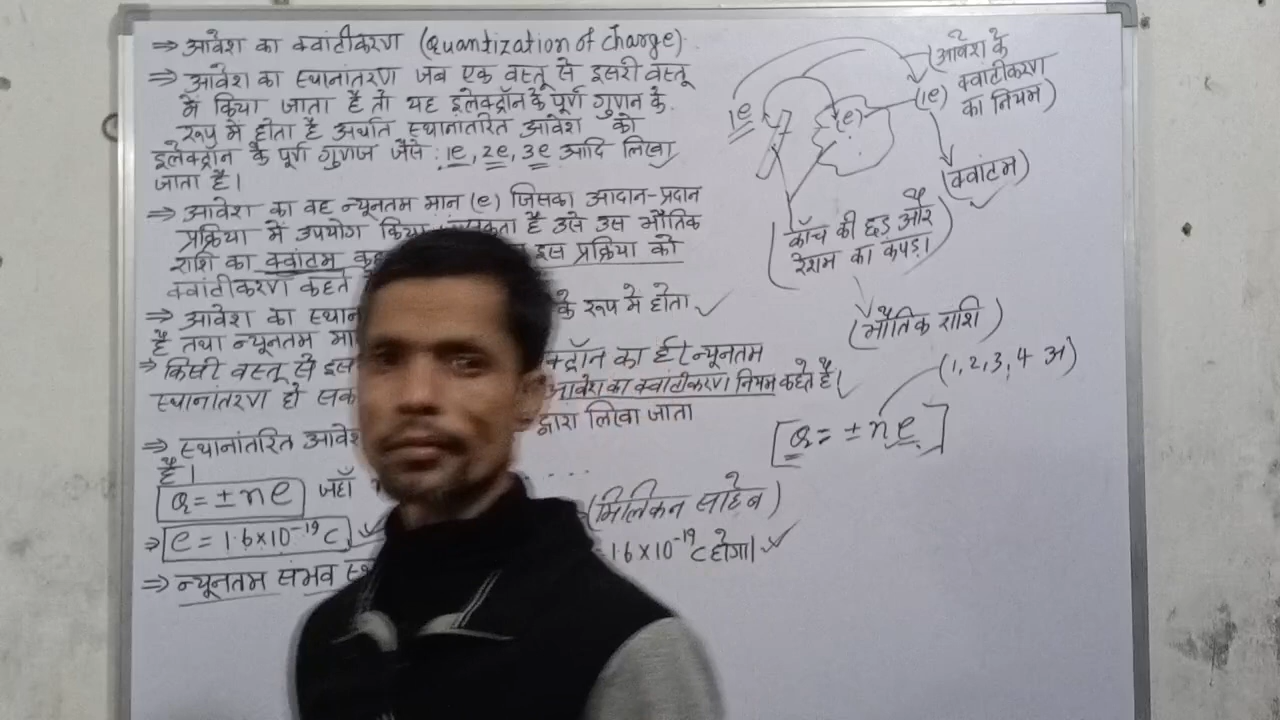 ⇒ आवेश का क्वांटीकरण (Quantization of charge)
⇒ आवेश का स्थानांतरण जब एक वस्तू से दूसरी वस्तू
में किया जाता है तो यह इलेक्ट्रॉन के पूर्ण गुणन के
रूप में होता है अर्थात स्थानांतरित आवेश को
इलेक्ट्रॉन के पूर्ण गुणज जैसे : 1e, 2e, 3e आदि लिखा
जाता है।
⇒ आवेश का वह न्यूनतम मान (e) जिसका आदान-प्रदान
प्रक्रिया में उपयोग किया सकता है उसे उस भौतिक
राशि का क्वांटम इस प्रक्रिया को
क्वांटीकरण कहते
⇒ आवेश का के रूप में होता
है तथा न्यूनतम
⇒ किसी वस्तू से का ही न्यूनतम
स्थानांतरण हो आवेश का क्वांटीकरण नियम कहते है
⇒ स्थानांतरित आवेश द्वारा लिखा जाता
है।
Q = ± ne जहाँ ....
⇒ e = 1.6×10⁻¹⁹ C (मिलिकन साहेब)
⇒ न्यूनतम संभव = 1.6×10⁻¹⁹ C होगा।
1e
(e)
(1e)
(आवेश के
क्वांटीकरण
का नियम)
(क्वांटम)
(काँच की छड़ और
रेशम का कपड़ा)
(भौतिक राशि)
(1, 2, 3, 4 अ)
[Q = ± ne]